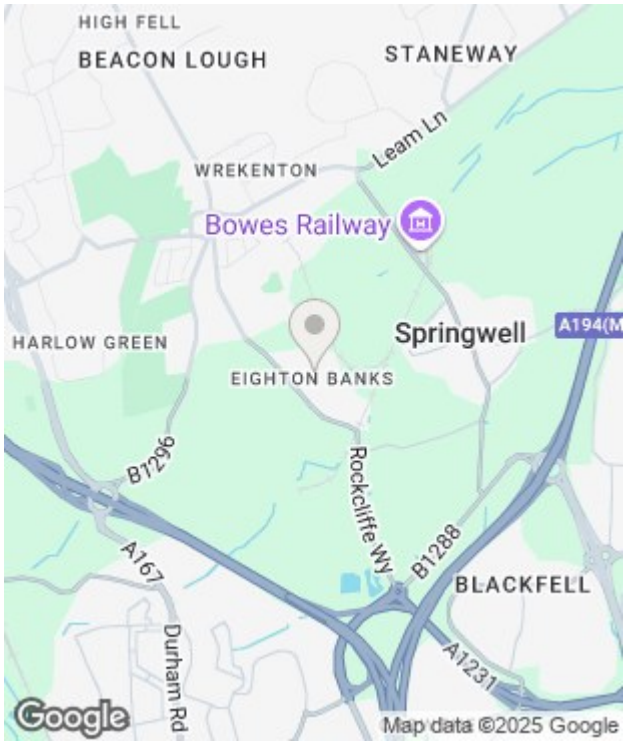 HIGH FELL
BEACON LOUGH
STANEWAY
Leam Ln
WREKENTON
Bowes Railway
HARLOW GREEN
Springwell
A194(M
EIGHTON BANKS
B1296
Rockcliffe Wy
A167
B1288
BLACKFELL
Durham Rd
A1231
Google
Map data ©2025 Google